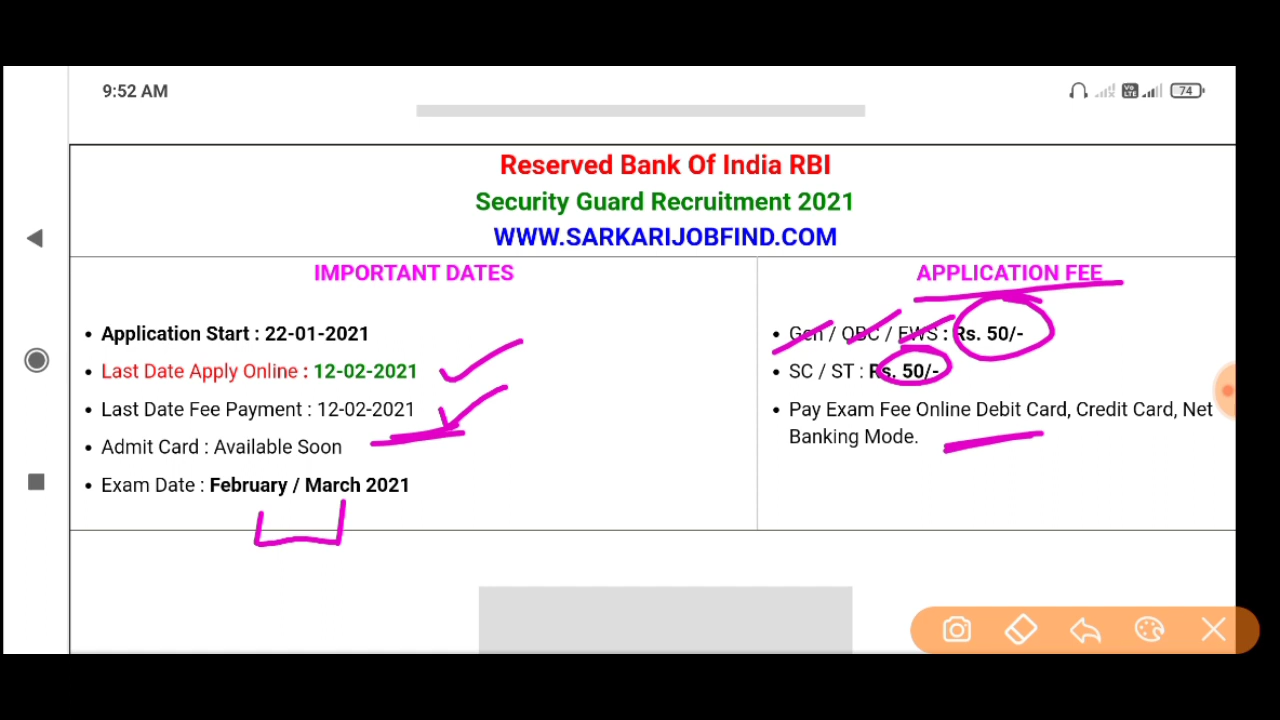 9:52 AM
Vo LTE
74
Reserved Bank Of India RBI
Security Guard Recruitment 2021
WWW.SARKARIJOBFIND.COM
IMPORTANT DATES
Application Start : 22-01-2021
Last Date Apply Online : 12-02-2021
Last Date Fee Payment : 12-02-2021
Admit Card : Available Soon
Exam Date : February / March 2021
APPLICATION FEE
Gen / OBC / EWS : Rs. 50/-
SC / ST : Rs. 50/-
Pay Exam Fee Online Debit Card, Credit Card, Net
Banking Mode.